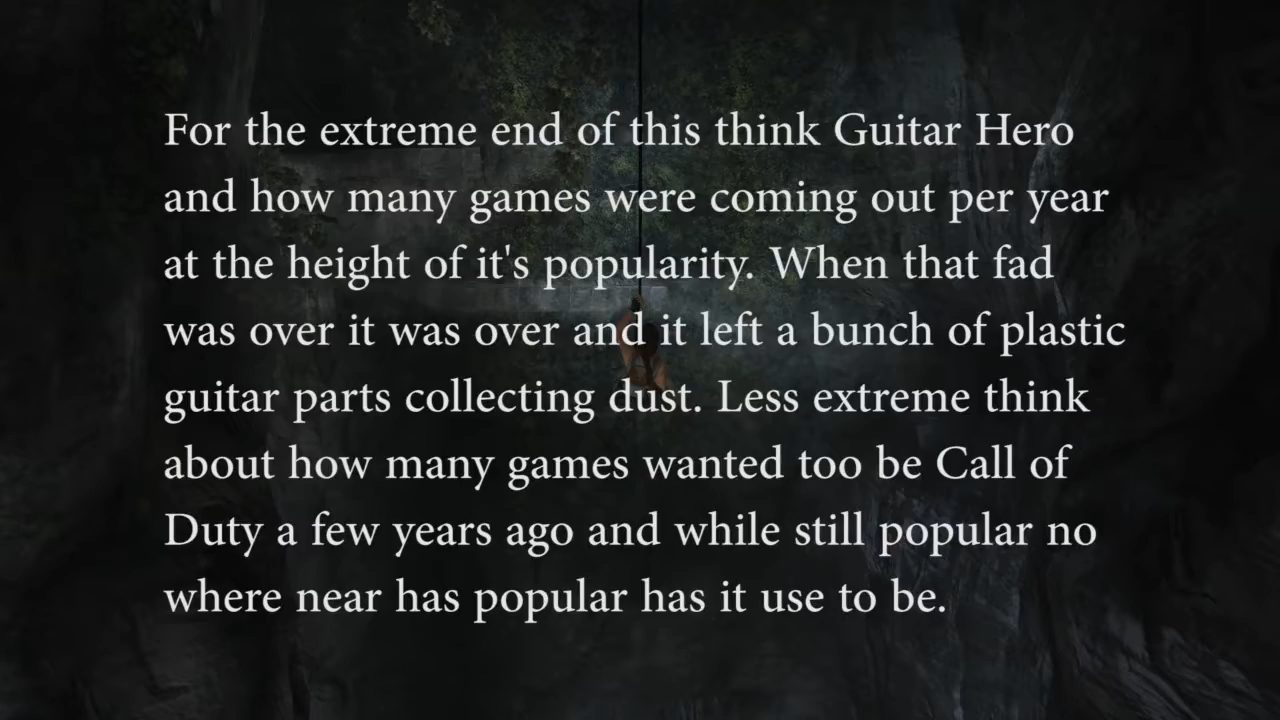 For the extreme end of this think Guitar Hero
and how many games were coming out per year
at the height of it's popularity. When that fad
was over it was over and it left a bunch of plastic
guitar parts collecting dust. Less extreme think
about how many games wanted too be Call of
Duty a few years ago and while still popular no
where near has popular has it use to be.